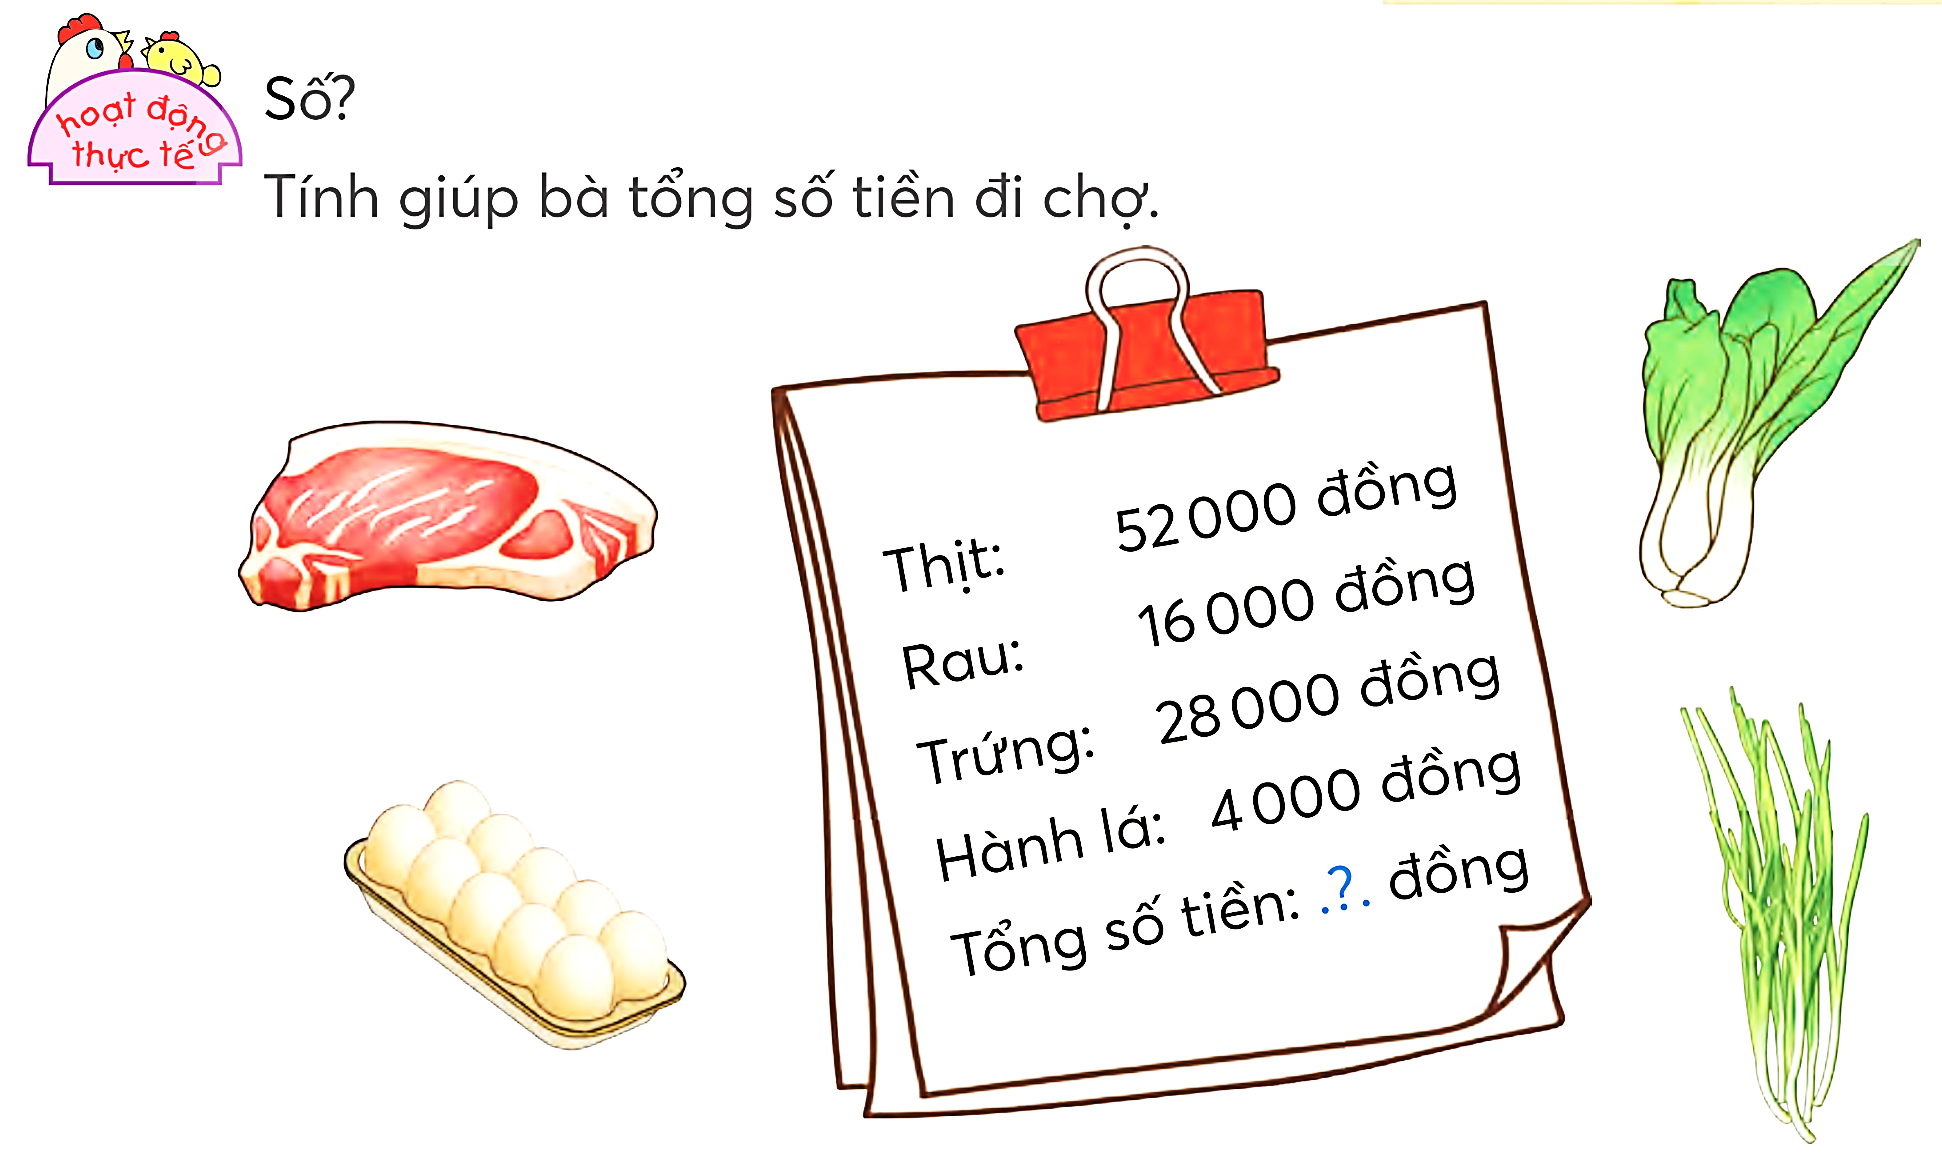 hoạt động
thực tế
Số?
Tính giúp bà tổng số tiền đi chợ.
Thịt: 52 000 đồng
Rau: 16 000 đồng
Trứng: 28 000 đồng
Hành lá: 4 000 đồng
Tổng số tiền: .?. đồng